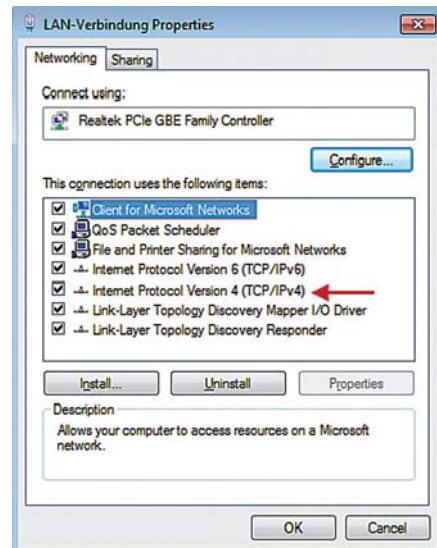 LAN-Verbindung Properties
Networking
Sharing
Connect using:
Realtek PCIe GBE Family Controller
Configure...
This connection uses the following items:
Client for Microsoft Networks
QoS Packet Scheduler
File and Printer Sharing for Microsoft Networks
Internet Protocol Version 6 (TCP/IPv6)
Internet Protocol Version 4 (TCP/IPv4)
Link-Layer Topology Discovery Mapper I/O Driver
Link-Layer Topology Discovery Responder
Install...
Uninstall
Properties
Description
Allows your computer to access resources on a Microsoft
network.
OK
Cancel